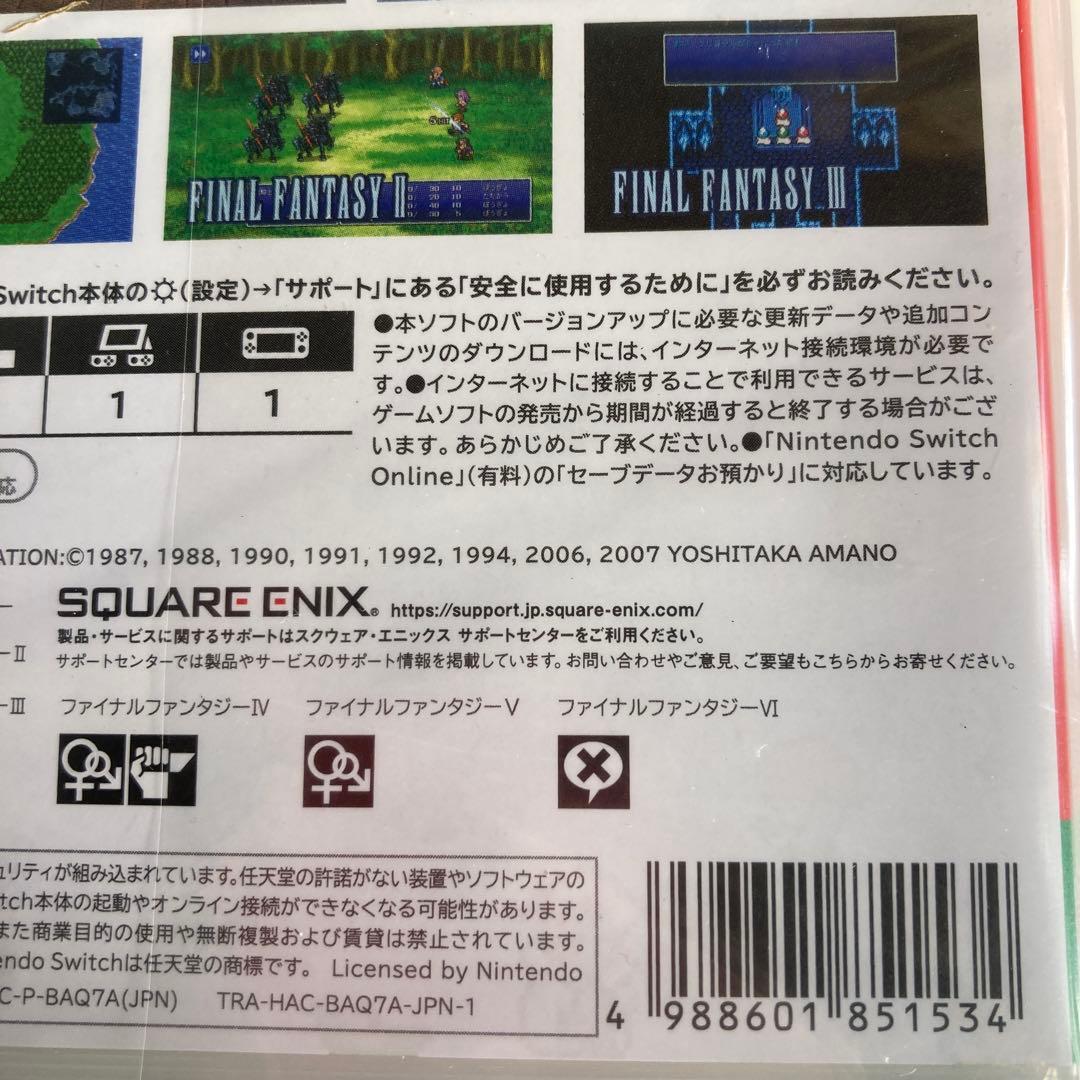 FINAL FANTASY II
FINAL FANTASY III
Switch本体の(設定)→「サポート」にある「安全に使用するために」を必ずお読みください。
●本ソフトのバージョンアップに必要な更新データや追加コン
テンツのダウンロードには、インターネット接続環境が必要で
す。●インターネットに接続することで利用できるサービスは、
ゲームソフトの発売から期間が経過すると終了する場合がござ
います。あらかじめご了承ください。●「Nintendo Switch
Online」(有料)の「セーブデータお預かり」に対応しています。
1 1
応
ATION:©1987, 1988, 1990, 1991, 1992, 1994, 2006, 2007 YOSHITAKA AMANO
SQUARE ENIX® https://support.jp.square-enix.com/
製品・サービスに関するサポートはスクウェア・エニックス サポートセンターをご利用ください。
サポートセンターでは製品やサービスのサポート情報を掲載しています。お問い合わせやご意見、ご要望もこちらからお寄せください。
ーII
ーIII ファイナルファンタジーIV ファイナルファンタジーV ファイナルファンタジーVI
ュリティが組み込まれています。任天堂の許諾がない装置やソフトウェアの
itch本体の起動やオンライン接続ができなくなる可能性があります。
また商業目的の使用や無断複製および賃貸は禁止されています。
endo Switchは任天堂の商標です。 Licensed by Nintendo
C-P-BAQ7A(JPN) TRA-HAC-BAQ7A-JPN-1
4 988601 851534